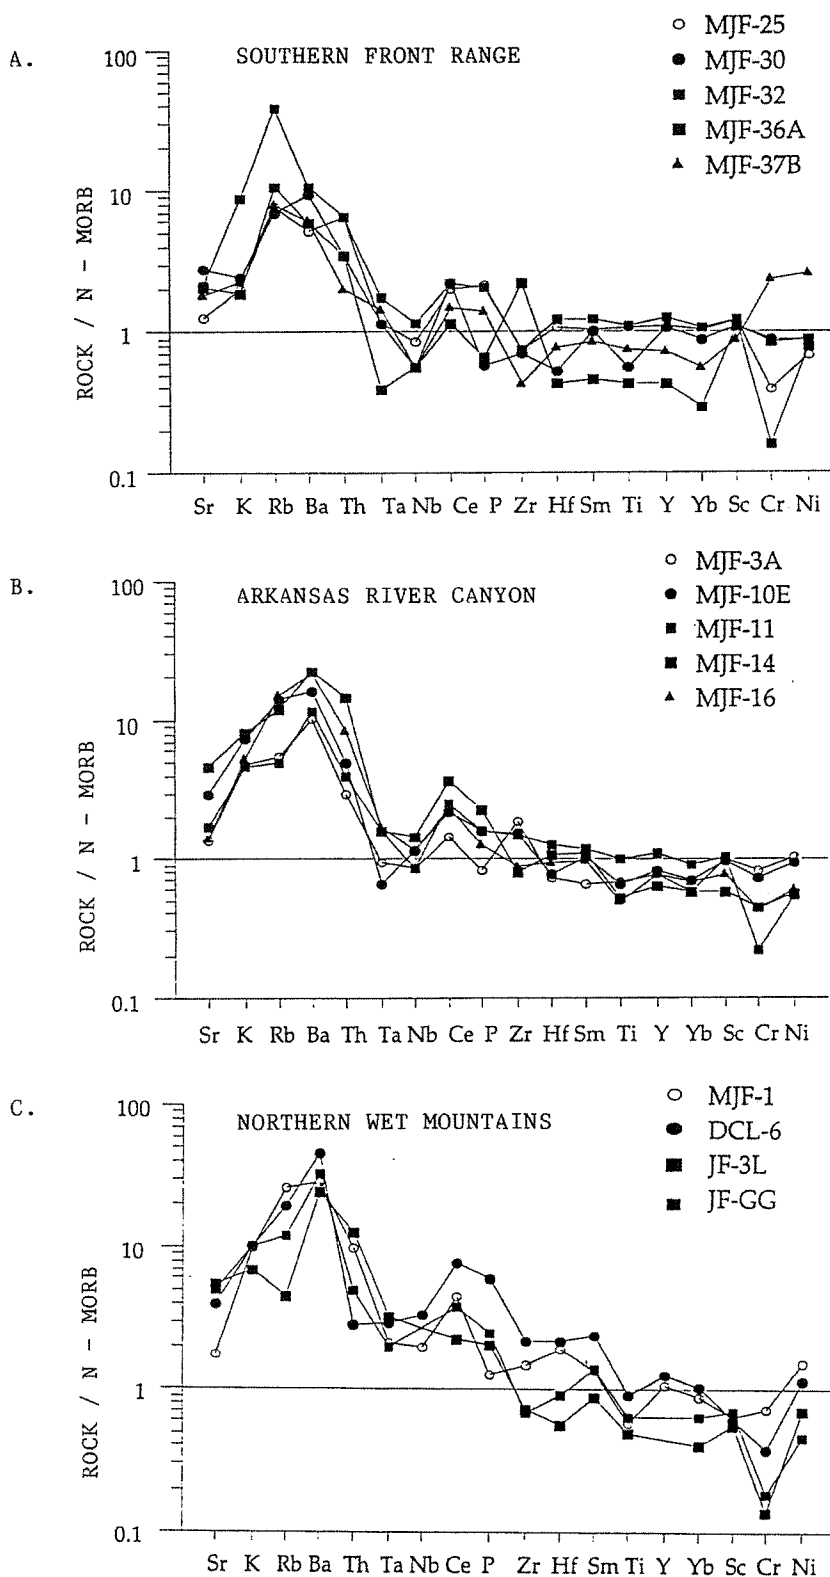 A.
SOUTHERN FRONT RANGE
MJF-25
MJF-30
MJF-32
MJF-36A
MJF-37B
ROCK / N - MORB
100
10
1
0.1
Sr K Rb Ba Th Ta Nb Ce P Zr Hf Sm Ti Y Yb Sc Cr Ni
B.
ARKANSAS RIVER CANYON
MJF-3A
MJF-10E
MJF-11
MJF-14
MJF-16
ROCK / N - MORB
100
10
1
0.1
Sr K Rb Ba Th Ta Nb Ce P Zr Hf Sm Ti Y Yb Sc Cr Ni
C.
NORTHERN WET MOUNTAINS
MJF-1
DCL-6
JF-3L
JF-GG
ROCK / N - MORB
100
10
1
0.1
Sr K Rb Ba Th Ta Nb Ce P Zr Hf Sm Ti Y Yb Sc Cr Ni